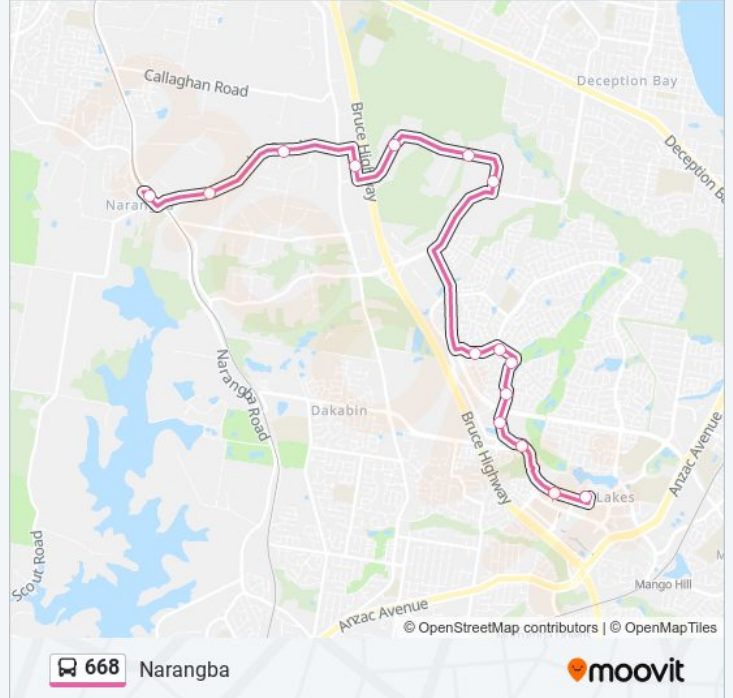 Callaghan Road
Deception Bay
Bruce Highway
Deception Ba
Narang
Narangba Road
Dakabin
Bruce Highway
Anzac Avenue
Lakes
Scout Road
Mango Hill
M
Anzac Avenue
© OpenStreetMap contributors | © OpenMapTiles
668 Narangba
moovit